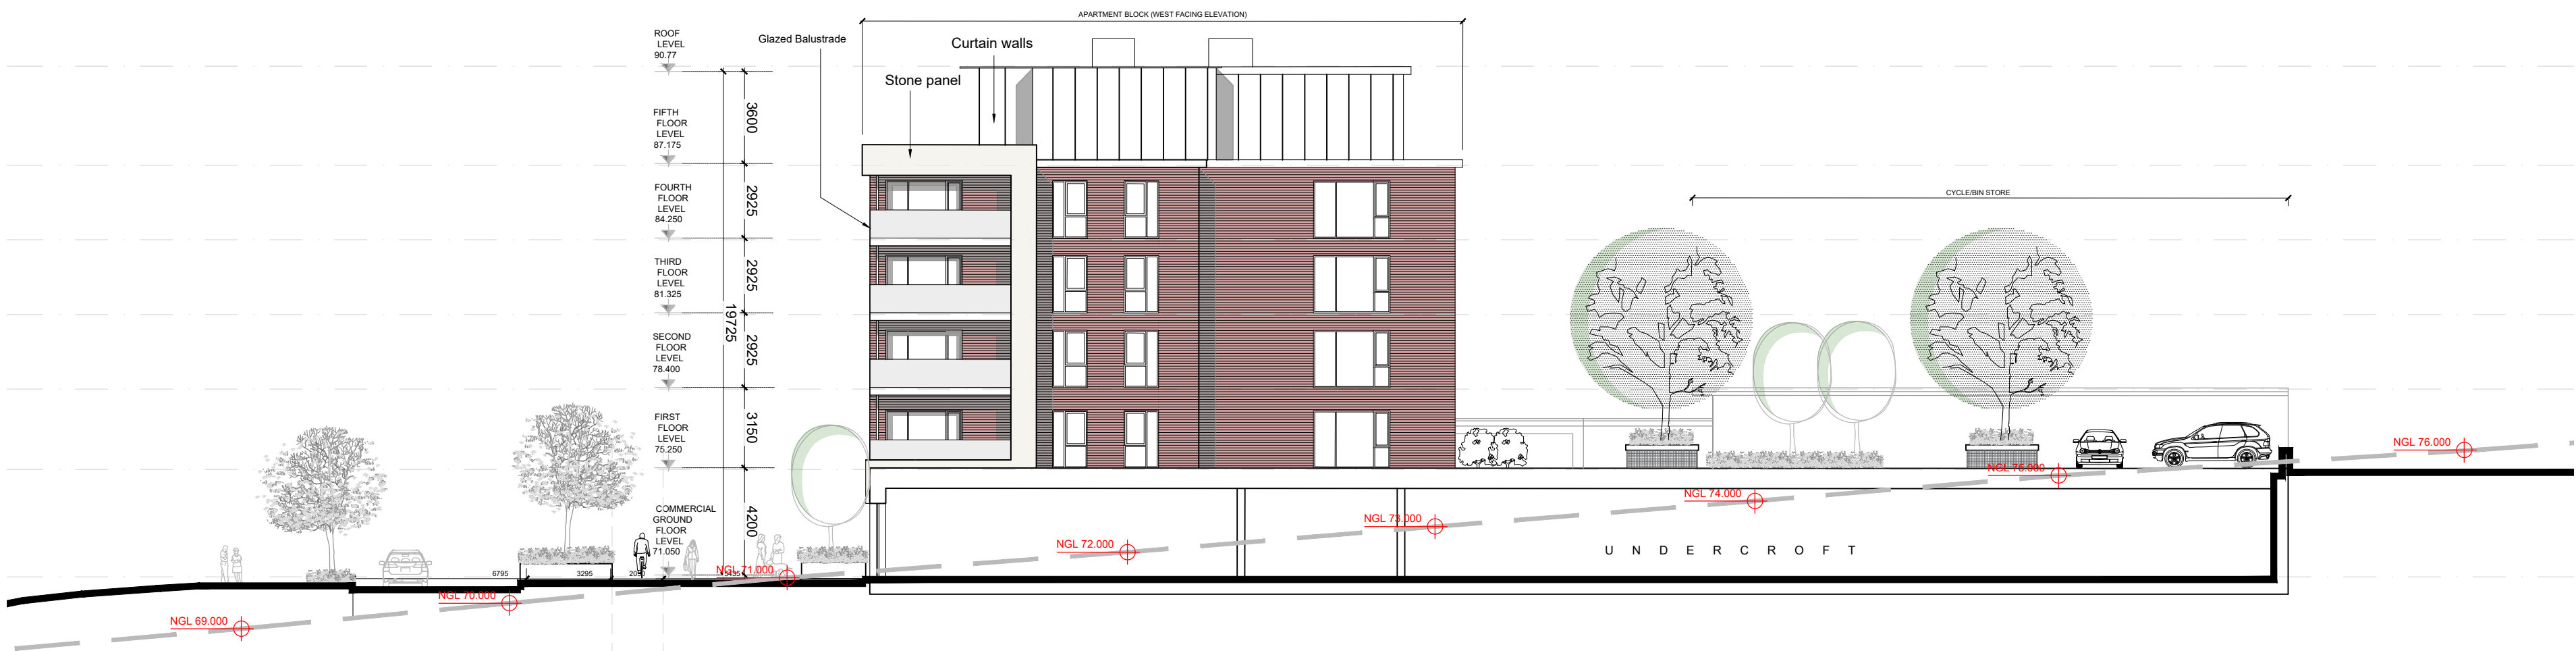 APARTMENT BLOCK (WEST FACING ELEVATION)
ROOF
LEVEL
90.77
Glazed Balustrade
Curtain walls
Stone panel
3600
FIFTH
FLOOR
LEVEL
87.175
FOURTH
FLOOR
LEVEL
84.250
2925
CYCLE/BIN STORE
THIRD
FLOOR
LEVEL
81.325
2925
19725
SECOND
FLOOR
LEVEL
78.400
2925
FIRST
FLOOR
LEVEL
75.250
3150
NGL 76.000
NGL 75.000
NGL 74.000
COMMERCIAL
GROUND
FLOOR
LEVEL
71.050
4200
NGL 73.000
NGL 72.000
UNDERCROFT
NGL 71.000
6795
3295
NGL 70.000
NGL 69.000